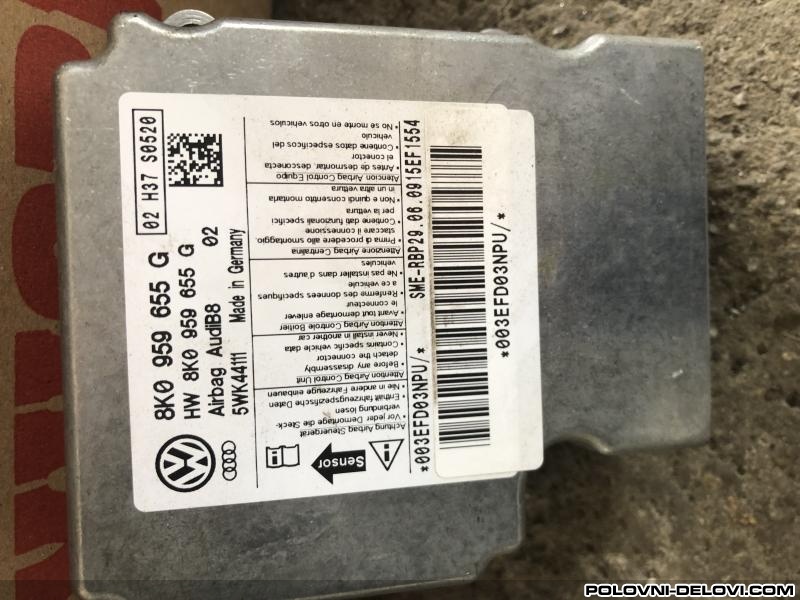 8K0 959 655 G
HW 8K0 959 655 G
Airbag AudiB8 02
5WK44111 Made in Germany
02 H37 S0520
Sensor
Achtung Airbag Steuergerät
• Vor jeder Demontage die Steck-
verbindung lösen
• Enthält fahrzeugspezifische Daten
• Nie in andere Fahrzeuge einbauen
Attention Airbag Control Unit
• Before any disassembly
detach the connector
• Contains specific vehicle data
• Never install in another car
Attention Airbag Controle Boitier
• Avant tout demontage enlever
le connecteur
• Renferme des données specifiques
a ce vehicule
• Ne pas installer dans d'autres
vehicules
Attenzione Airbag Centralina
• Prima di procedere allo smontaggio,
staccare il connessione
• Contiene dati funzionali specifici
per la vettura
• Non e quindi consentito montarla
in un altra vettura
Atencion Airbag Control Equipo
• Antes de desmontar, desconecta
el conector
• Contiene datos especificos del
vehiculo
• No se monte en otros vehiculos
*003EFD03NPU/* SME-RBP29.06.0915EF1554
*003EFD03NPU/*
POLOVNI-DELOVI.COM